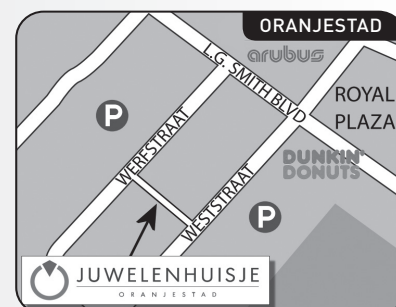 ORANJESTAD
arubus
L.G. SMITH BLVD
ROYAL
PLAZA
P
WERFSTRAAT
DUNKIN'
DONUTS
WESTSTRAAT
P
JUWELENHUISJE
ORANJESTAD